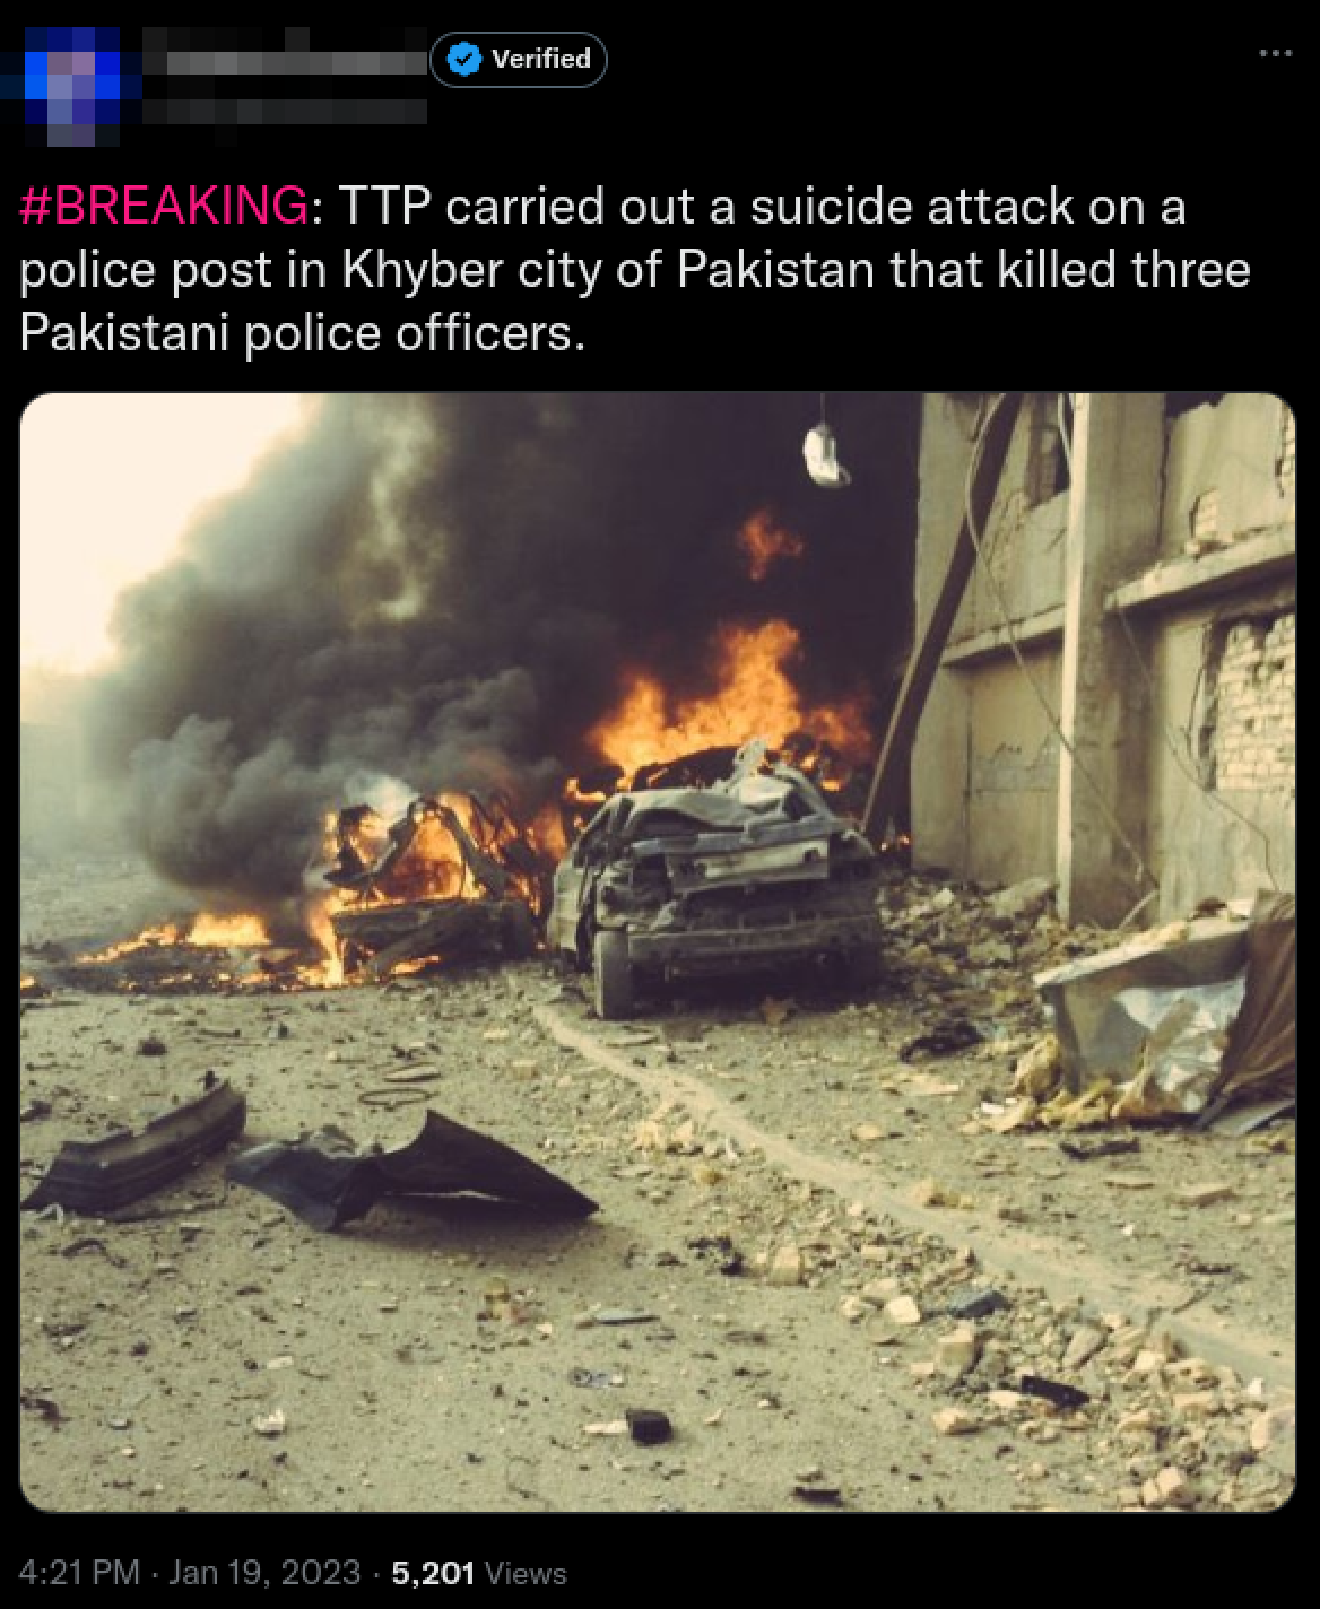 Verified
#BREAKING: TTP carried out a suicide attack on a
police post in Khyber city of Pakistan that killed three
Pakistani police officers.
4:21 PM · Jan 19, 2023 · 5,201 Views